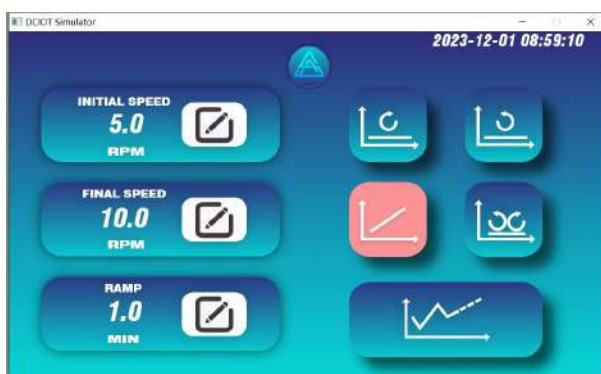 DCIOT Simulator
2023-12-01 08:59:10
INITIAL SPEED
5.0
RPM
FINAL SPEED
10.0
RPM
RAMP
1.0
MIN